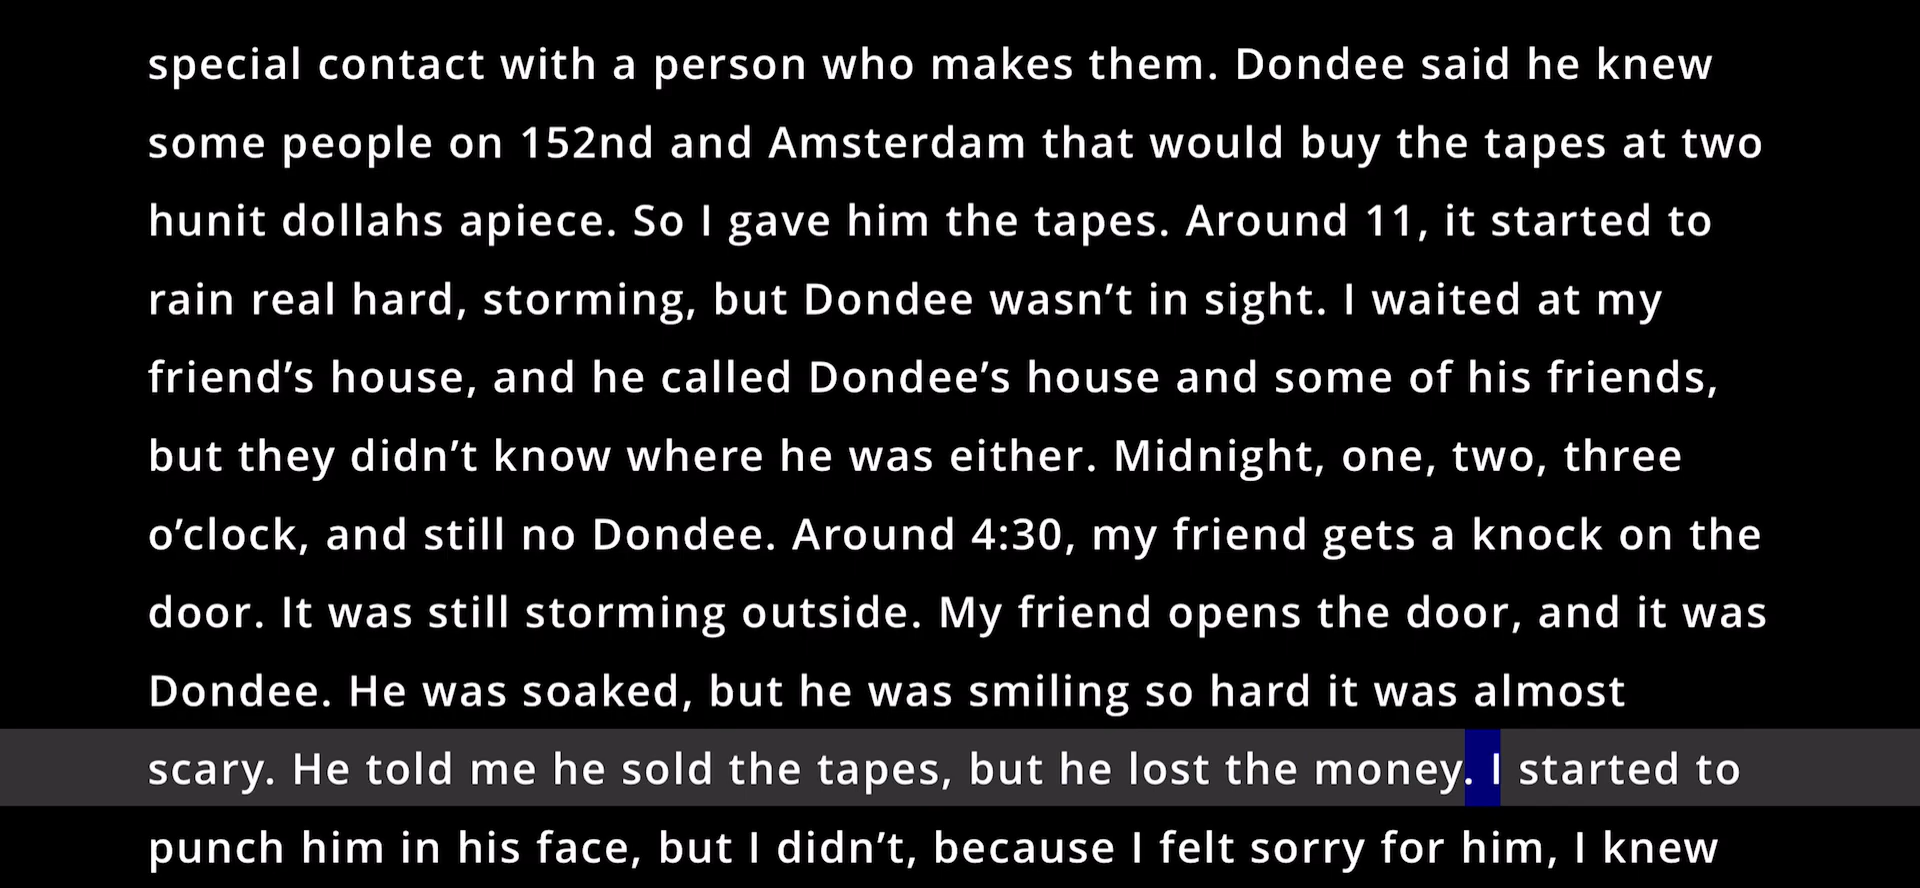 special contact with a person who makes them. Dondee said he knew
some people on 152nd and Amsterdam that would buy the tapes at two
hunit dollahs apiece. So I gave him the tapes. Around 11, it started to
rain real hard, storming, but Dondee wasn’t in sight. I waited at my
friend’s house, and he called Dondee’s house and some of his friends,
but they didn’t know where he was either. Midnight, one, two, three
o’clock, and still no Dondee. Around 4:30, my friend gets a knock on the
door. It was still storming outside. My friend opens the door, and it was
Dondee. He was soaked, but he was smiling so hard it was almost
scary. He told me he sold the tapes, but he lost the money. I started to
punch him in his face, but I didn’t, because I felt sorry for him, I knew